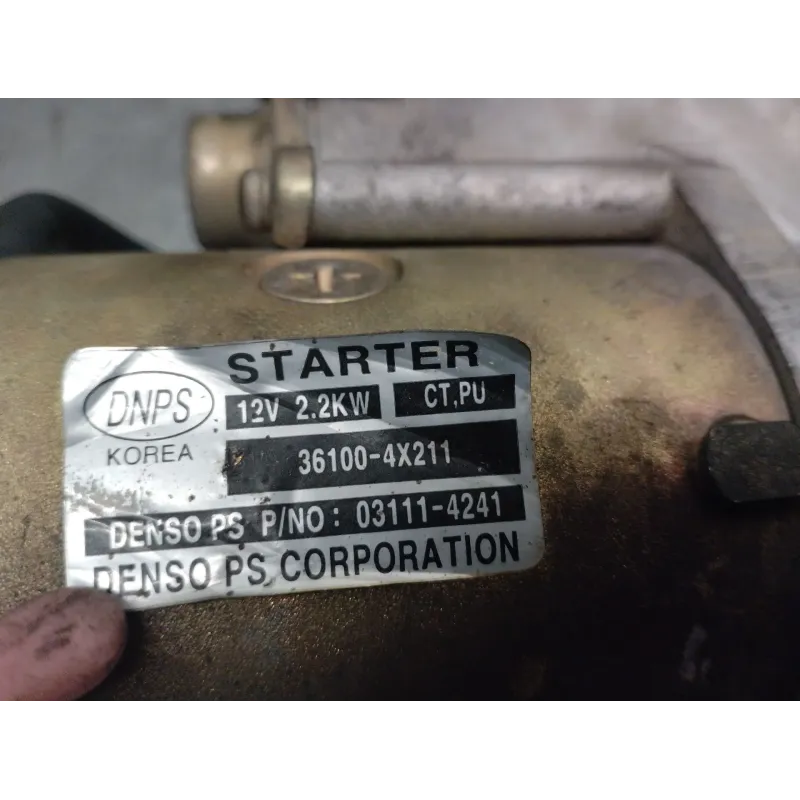 STARTER
DNPS
12V 2.2KW CT,PU
KOREA
36100-4X211
DENSO PS P/NO: 03111-4241
DENSO PS CORPORATION